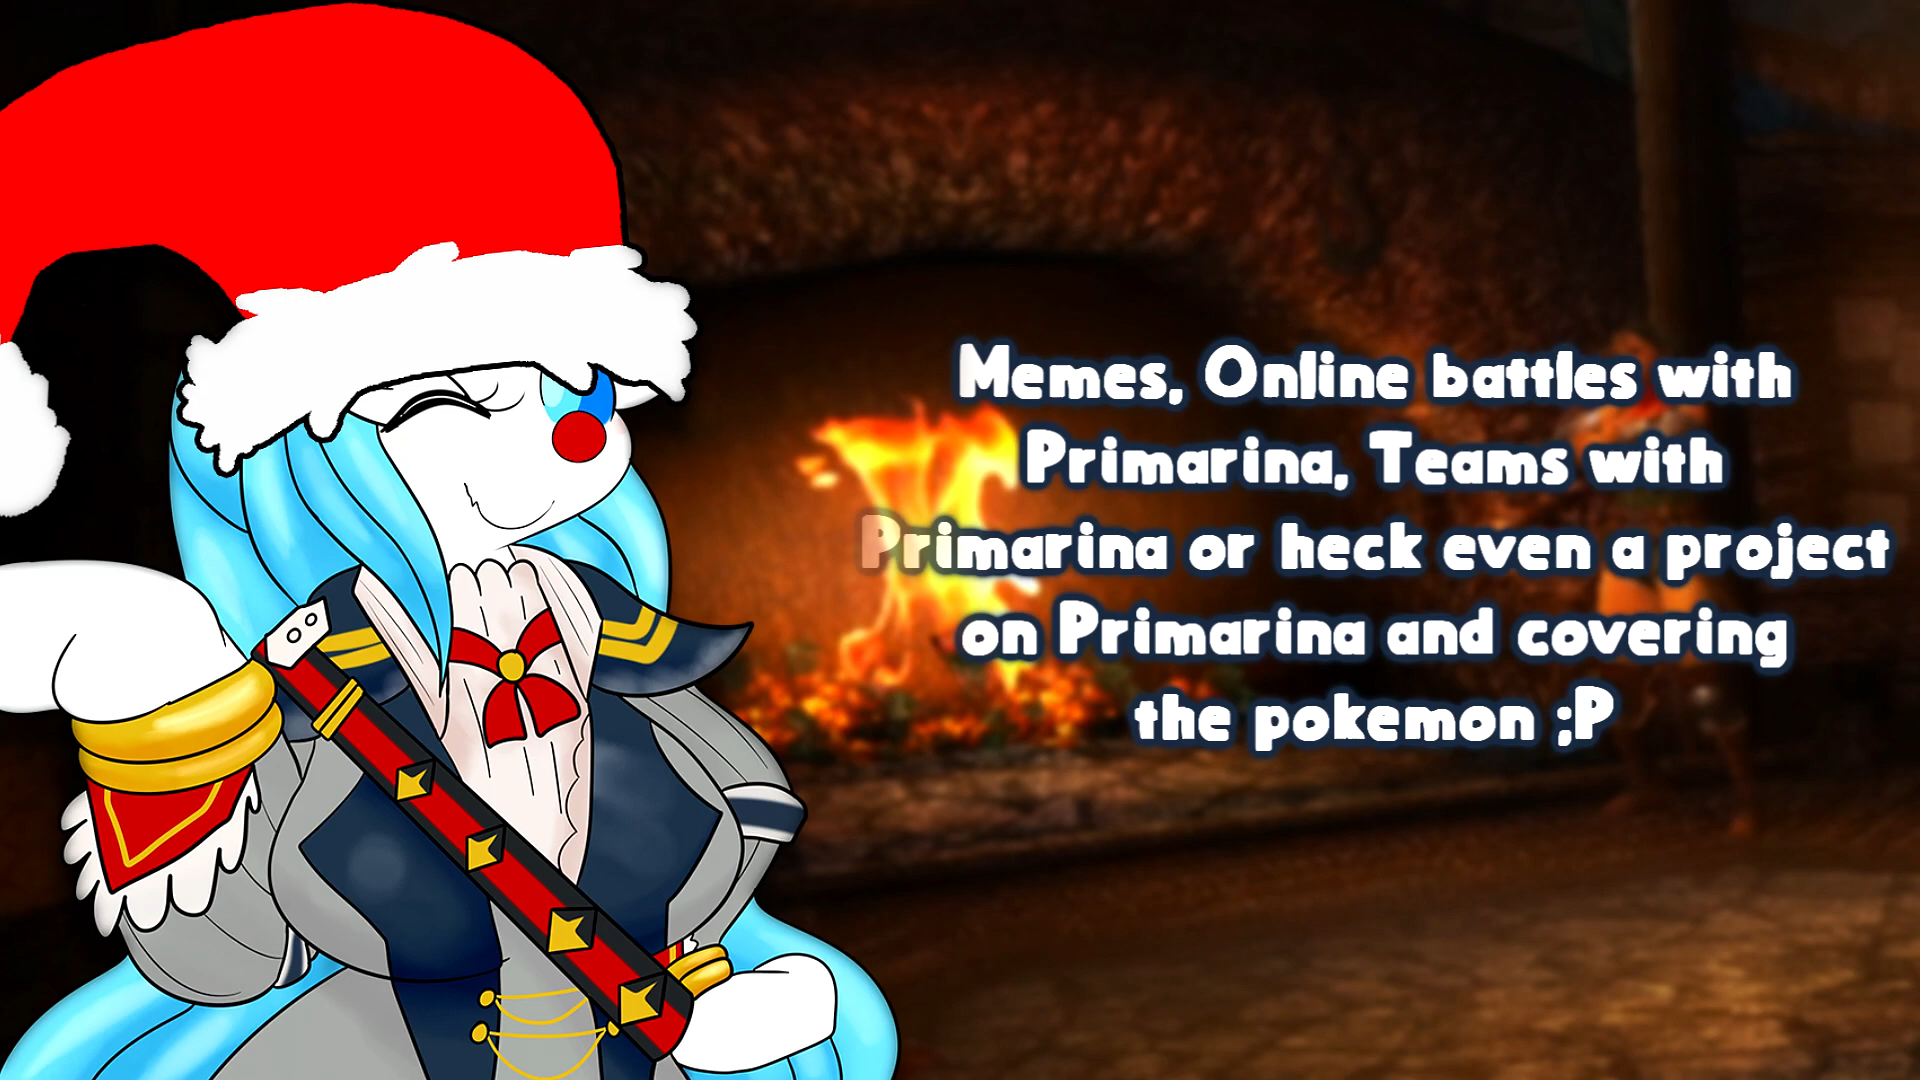 Memes, Online battles with
Primarina, Teams with
Primarina or heck even a project
on Primarina and covering
the pokemon ;P